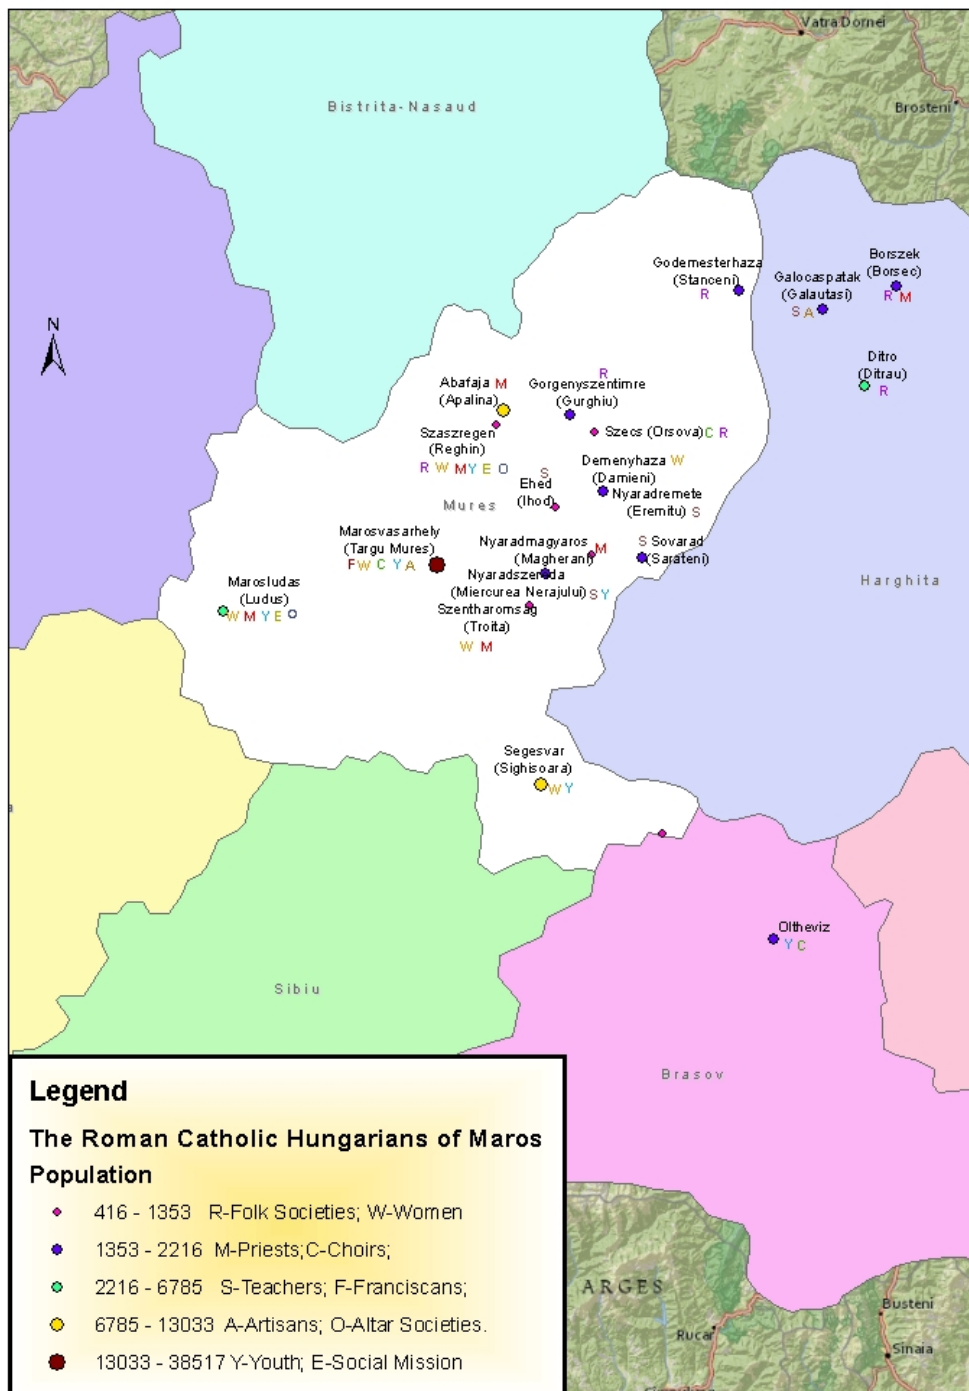 Vatra Dornei
Bistrita-Nasaud
Brosteni
N
Godemesterhaza
(Stanceni)
R
Galocaspatak
(Galautasi)
S A
Borszek
(Borsec)
R M
Ditro
(Ditrau)
R
Abafaja M
(Apalina)
R
Gorgenyszentimre
(Gurghiu)
Szaszregen
(Reghin)
R W M Y E O
Szecs (Orsova) C R
Demenyhaza W
(Damieni)
S
Ehed
(Ihod)
Nyaradremete
(Eremitu) S
Mures
Marosvasarhely
(Targu Mures)
F W C Y A
Nyaradmagyaros M
(Magherani)
S Sovarad
(Sarateni)
Nyaradszereda
(Miercurea Nerajului) S Y
Szentharomsag
(Troita)
W M
Marosludas
(Ludus)
W M Y E O
Harghita
Segesvar
(Sighisoara)
W Y
a
Oltheviz
Y C
Sibiu
Brasov
ARGES
Rucar
Busteni
Sinaia
Legend
The Roman Catholic Hungarians of Maros
Population
416 - 1353 R-Folk Societies; W-Women
1353 - 2216 M-Priests;C-Choirs;
2216 - 6785 S-Teachers; F-Franciscans;
6785 - 13033 A-Artisans; O-Altar Societies.
13033 - 38517 Y-Youth; E-Social Mission